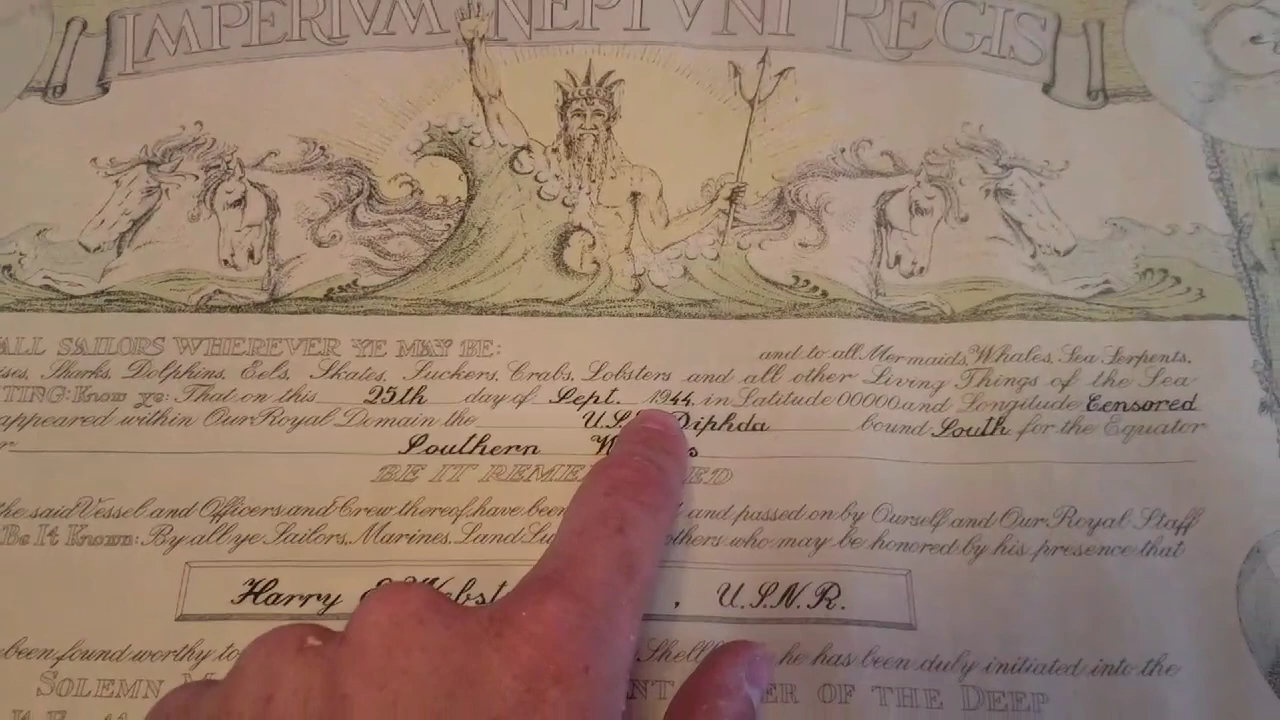 IMPERIVM NEPTVNI REGIS
ALL SAILORS WHEREVER YE MAY BE: and to all Mermaids, Whales, Sea Serpents,
Sharks, Dolphins, Eels, Skates, Suckers, Crabs, Lobsters and all other Living Things of the Sea
Know ye: That on this 25th day of Sept. 1944 in Latitude 00000 and Longitude Censored
appeared within Our Royal Domain the Diphda bound South for the Equator
Southern
BE IT
the said Vessel and Officers and Crew thereof, have been and passed on by Ourself and Our Royal Staff
Be It Known: By all ye Sailors, Marines, Land who may be honored by his presence that
Harry , U.S.N.R.
been found worthy to he has been duly initiated into the
SOLEMN OF THE DEEP